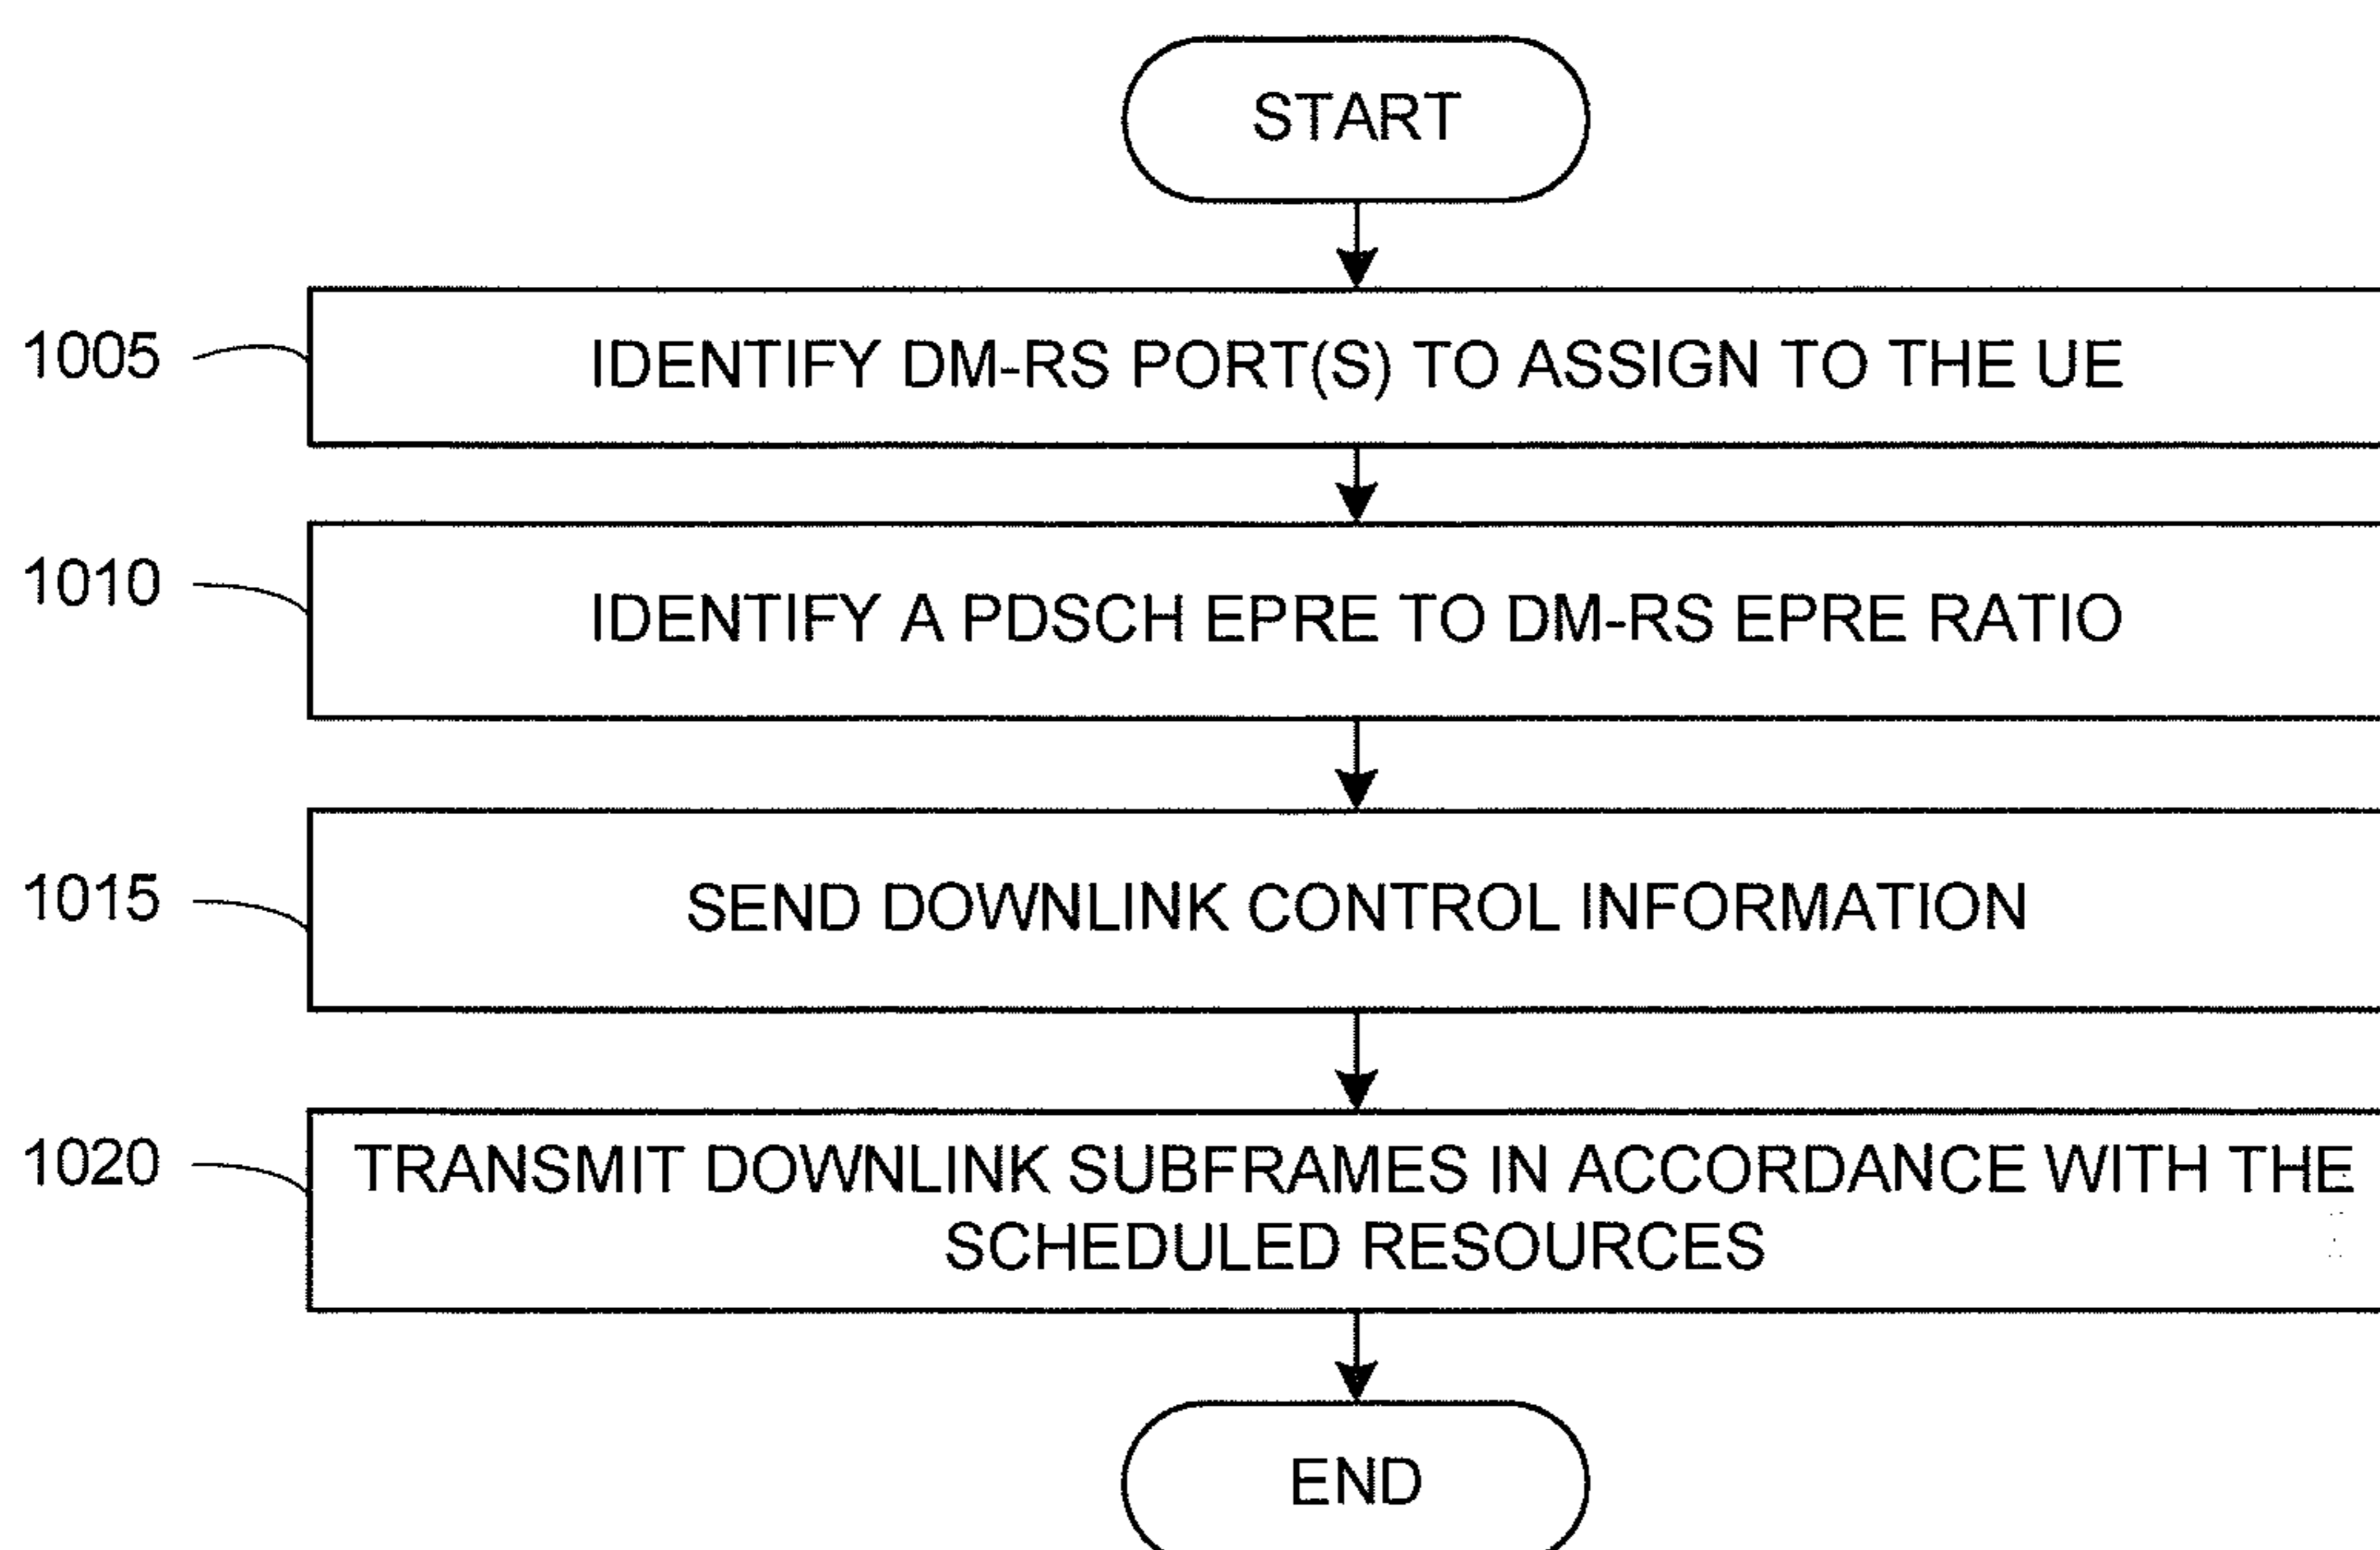 START
1005
IDENTIFY DM-RS PORT(S) TO ASSIGN TO THE UE
1010
IDENTIFY A PDSCH EPRE TO DM-RS EPRE RATIO
1015
SEND DOWNLINK CONTROL INFORMATION
1020
TRANSMIT DOWNLINK SUBFRAMES IN ACCORDANCE WITH THE
SCHEDULED RESOURCES
END